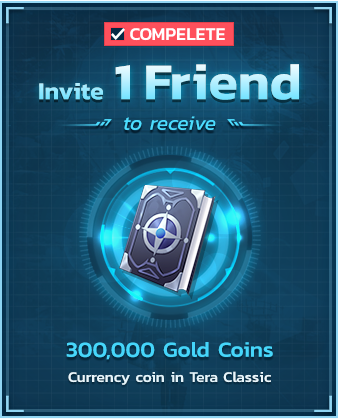 COMPELETE
Invite 1 Friend
to receive
300,000 Gold Coins
Currency coin in Tera Classic